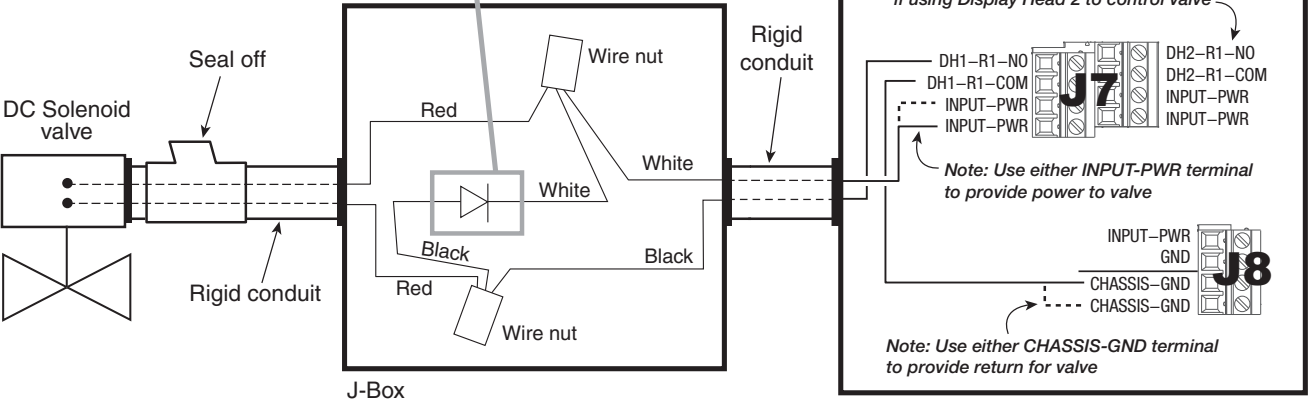 If using Display Head 2 to control valve
Seal off
DC Solenoid
valve
Wire nut
Red
White
White
Black
Black
Red
Wire nut
Rigid conduit
J-Box
Rigid
conduit
DH1–R1–NO
DH1–R1–COM
INPUT–PWR
INPUT–PWR
J7
DH2–R1–NO
DH2–R1–COM
INPUT–PWR
INPUT–PWR
Note: Use either INPUT-PWR terminal
to provide power to valve
INPUT–PWR
GND
CHASSIS–GND
CHASSIS–GND
J8
Note: Use either CHASSIS-GND terminal
to provide return for valve